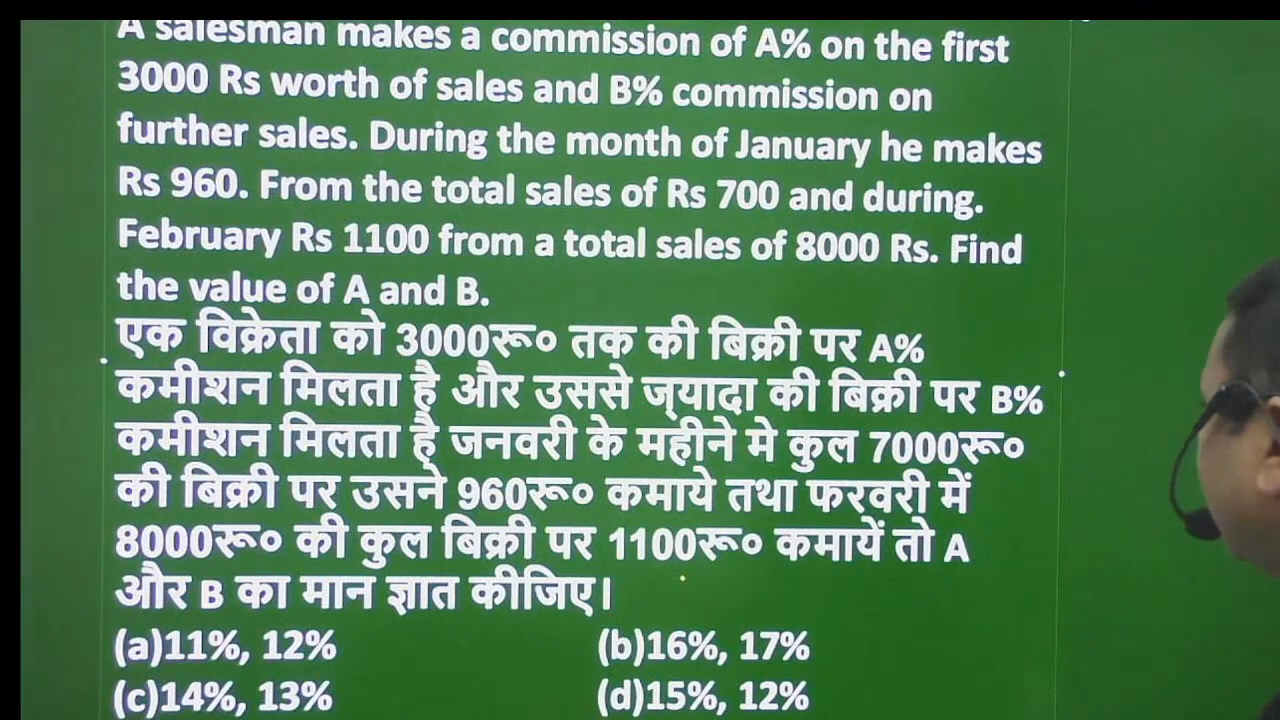 A salesman makes a commission of A% on the first
3000 Rs worth of sales and B% commission on
further sales. During the month of January he makes
Rs 960. From the total sales of Rs 700 and during.
February Rs 1100 from a total sales of 8000 Rs. Find
the value of A and B.
एक विक्रेता को 3000रू० तक की बिक्री पर A%
कमीशन मिलता है और उससे ज्यादा की बिक्री पर B%
कमीशन मिलता है जनवरी के महीने मे कुल 7000रू०
की बिक्री पर उसने 960रू० कमाये तथा फरवरी में
8000रू० की कुल बिक्री पर 1100रू० कमायें तो A
और B का मान ज्ञात कीजिए।
(a)11%, 12% (b)16%, 17%
(c)14%, 13% (d)15%, 12%